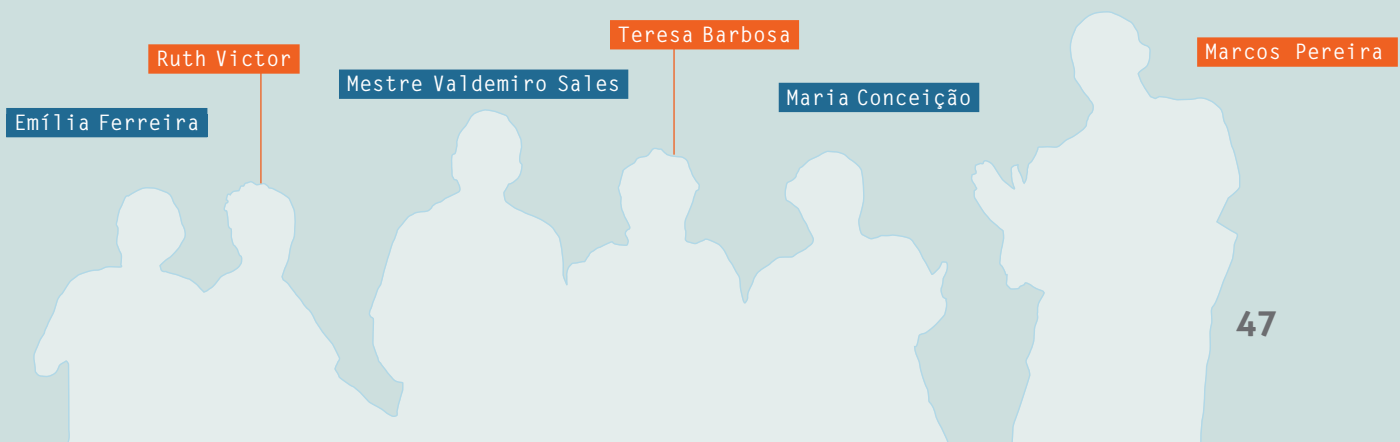 Emília Ferreira
Ruth Victor
Mestre Valdemiro Sales
Teresa Barbosa
Maria Conceição
Marcos Pereira
47